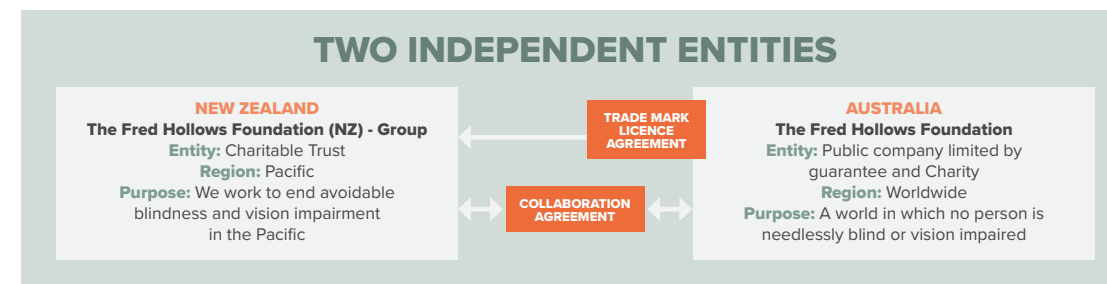 TWO INDEPENDENT ENTITIES
NEW ZEALAND
The Fred Hollows Foundation (NZ) - Group
Entity: Charitable Trust
Region: Pacific
Purpose: We work to end avoidable
blindness and vision impairment
in the Pacific
TRADE MARK
LICENCE
AGREEMENT
COLLABORATION
AGREEMENT
AUSTRALIA
The Fred Hollows Foundation
Entity: Public company limited by
guarantee and Charity
Region: Worldwide
Purpose: A world in which no person is
needlessly blind or vision impaired